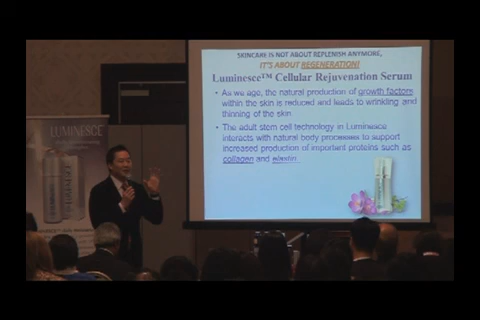 SKINCARE IS NOT ABOUT REPLENISH ANYMORE,
IT'S ABOUT REGENERATION!
Luminesce™ Cellular Rejuvenation Serum
• As we age, the natural production of growth factors
within the skin is reduced and leads to wrinkling and
thinning of the skin
• The adult stem cell technology in Luminesce
interacts with natural body processes to support
increased production of important proteins such as
collagen and elastin
LUMINESCE